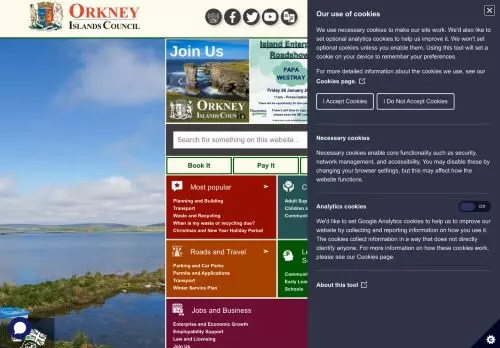 ORKNEY
ISLANDS COUNCIL
Join Us
ORKNEY
ISLANDS COUNCIL
Island Enterp
Roadshow
PAPA
WESTRAY
Friday 26 January
11am - Presentation
Search for something on this website...
Book It
Pay It
Most popular
Planning and Building
Transport
Waste and Recycling
When is my waste or recycling due?
Christmas and New Year Holiday Period
C
Adult Supp
Children a
Community
Roads and Travel
Parking and Car Parks
Permits and Applications
Transport
Winter Service Plan
Le
S
Communit
Early Lear
Schools
Jobs and Business
Enterprise and Economic Growth
Employability Support
Law and Licensing
Join Us
Our use of cookies
We use necessary cookies to make our site work. We'd also like to
set optional analytics cookies to help us to improve it. We won't set
optional cookies unless you enable them. Using this tool will set a
cookie on your device to remember your preferences.
For more detailed information about the cookies we use, see our
Cookies page.
I Accept Cookies
I Do Not Accept Cookies
Necessary cookies
Necessary cookies enable core functionality such as security,
network management, and accessibility. You may disable these by
changing your browser settings, but this may affect how the
website functions.
Analytics cookies
Off
We'd like to set Google Analytics cookies to help us to improve our
website by collecting and reporting information on how you use it.
The cookies collect information in a way that does not directly
identify anyone. For more information on how these cookies work,
please see our Cookies page.
About this tool